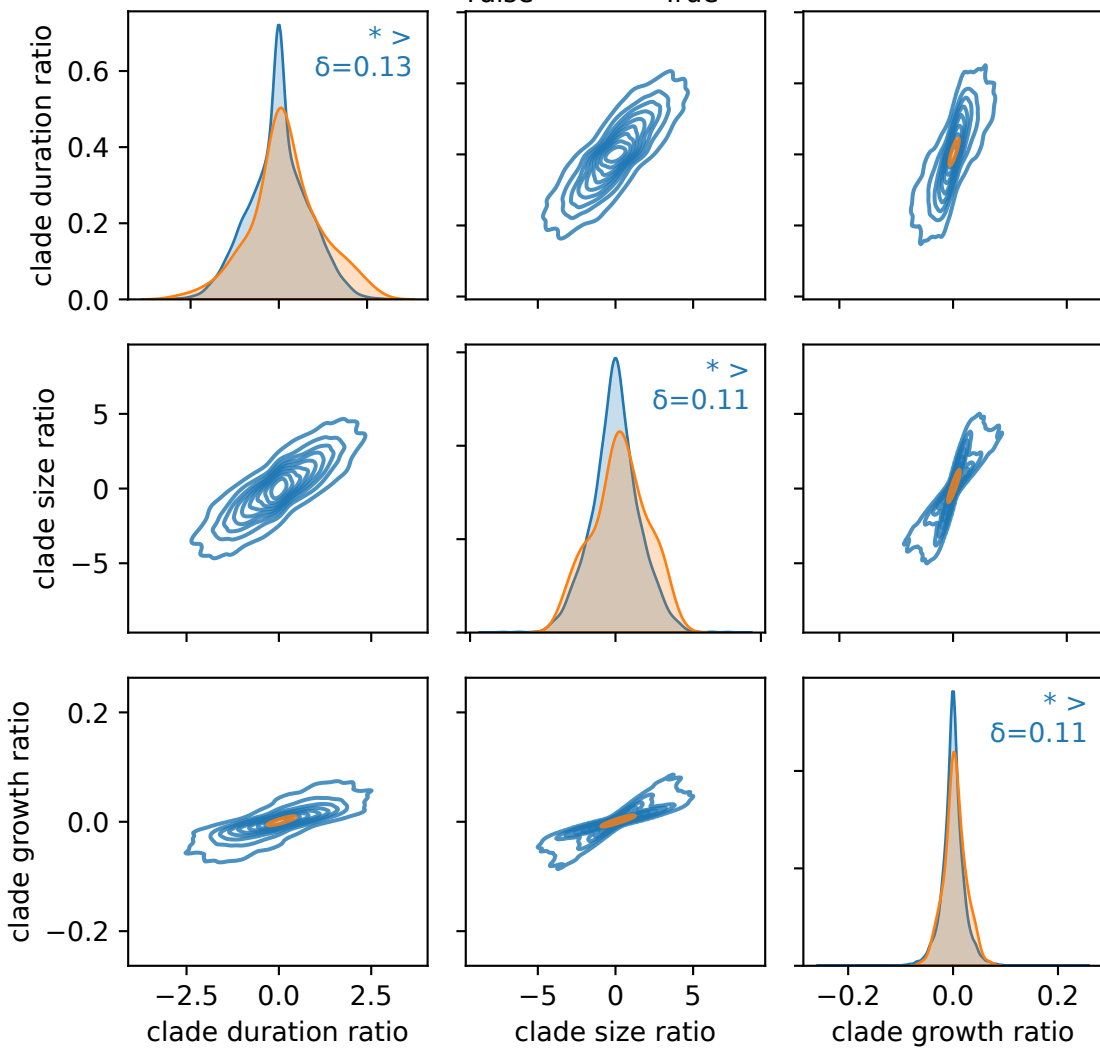 False True
clade duration ratio
0.6
0.4
0.2
0.0
* >
δ=0.13
clade size ratio
5
0
−5
* >
δ=0.11
clade growth ratio
0.2
0.0
−0.2
* >
δ=0.11
−2.5 0.0 2.5
−5 0 5
−0.2 0.0 0.2
clade duration ratio
clade size ratio
clade growth ratio